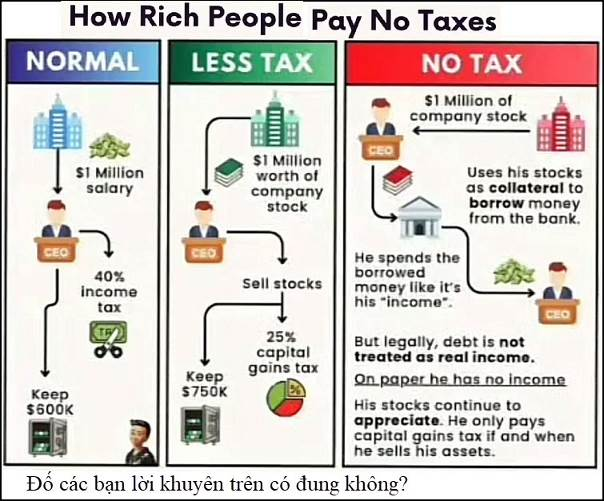 How Rich People Pay No Taxes
NORMAL
$1 Million
salary
CEO
40%
income
tax
TAX
Keep
$600K
LESS TAX
$1 Million
worth of
company
stock
CEO
Sell stocks
25%
capital
gains tax
%
Keep
$750K
NO TAX
$1 Million of
company stock
CEO
Uses his stocks
as collateral to
borrow money
from the bank.
He spends the
borrowed
money like it's
his "income".
CEO
But legally, debt is not
treated as real income.
On paper he has no income
His stocks continue to
appreciate. He only pays
capital gains tax if and when
he sells his assets.
Đố các bạn lời khuyên trên có đung không?